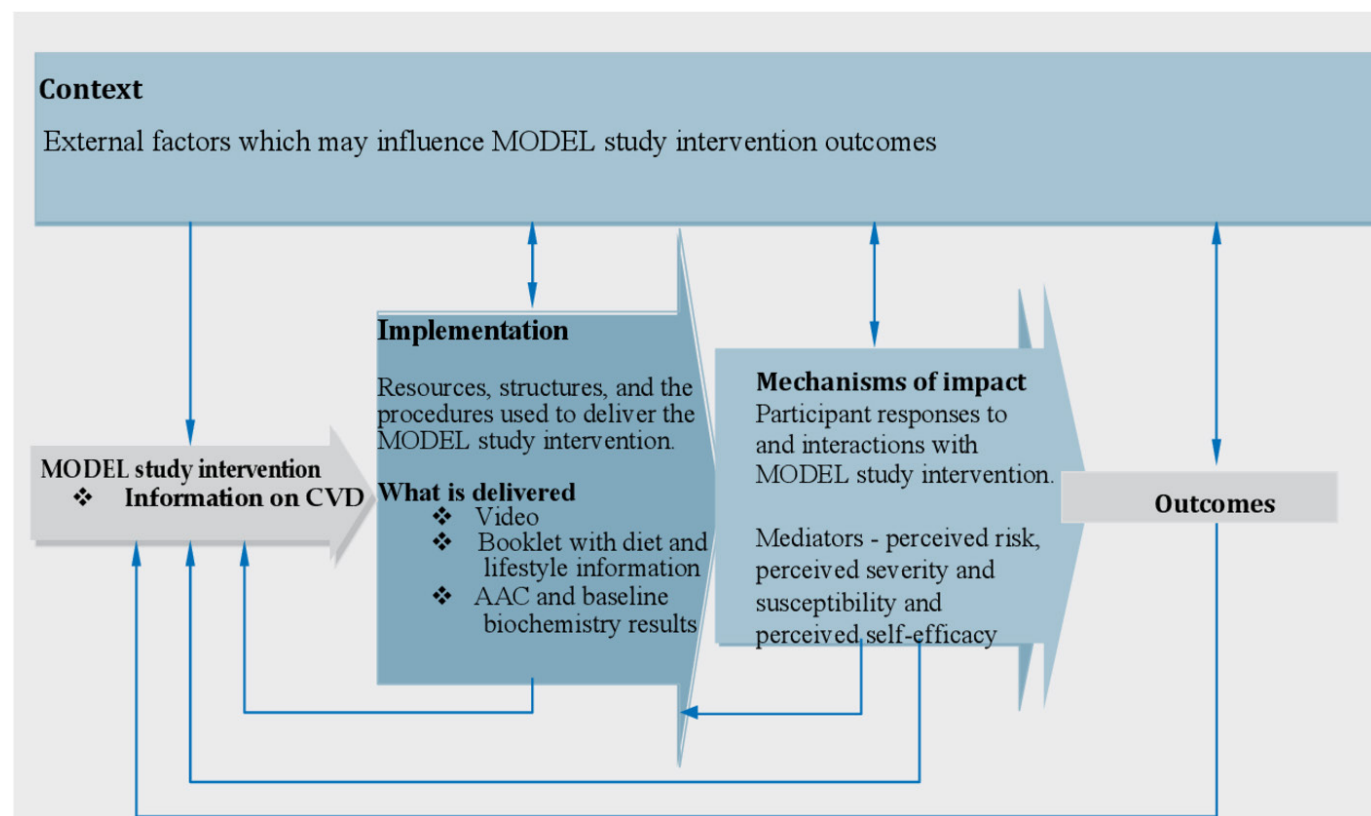 Context
External factors which may influence MODEL study intervention outcomes
MODEL study intervention
❖ Information on CVD
Implementation
Resources, structures, and the
procedures used to deliver the
MODEL study intervention.
What is delivered
❖ Video
❖ Booklet with diet and
lifestyle information
❖ AAC and baseline
biochemistry results
Mechanisms of impact
Participant responses to
and interactions with
MODEL study intervention.
Mediators - perceived risk,
perceived severity and
susceptibility and
perceived self-efficacy
Outcomes